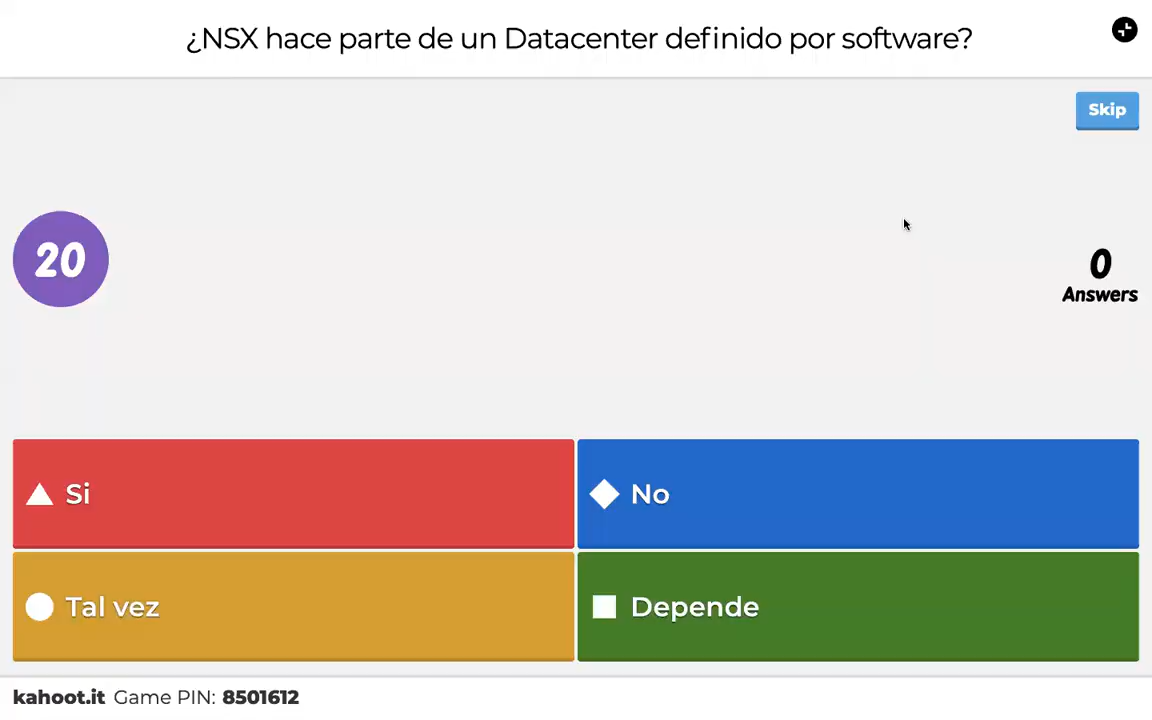 ¿NSX hace parte de un Datacenter definido por software?
Skip
20
0
Answers
Si
No
Tal vez
Depende
kahoot.it Game PIN: 8501612